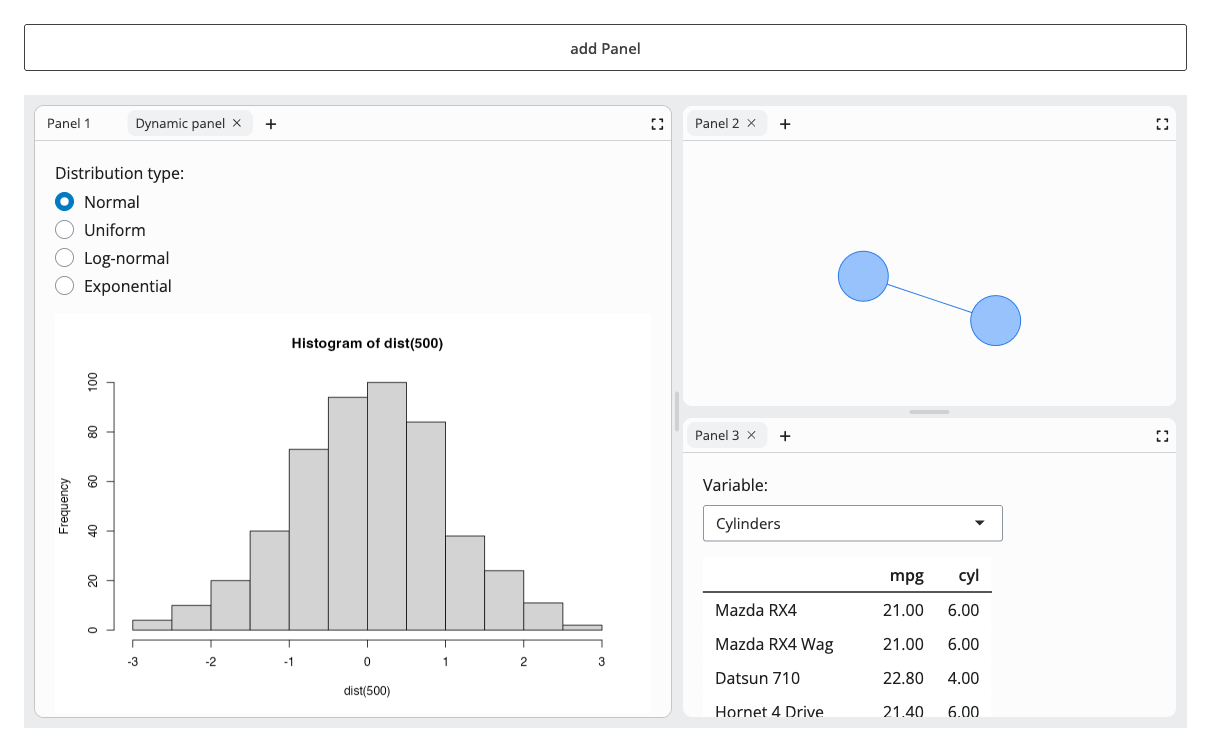 add Panel
Panel 1 Dynamic panel × +
Distribution type:
Normal
Uniform
Log-normal
Exponential
Histogram of dist(500)
Frequency
100
80
60
40
20
0
-3 -2 -1 0 1 2 3
dist(500)
Panel 2 × +
Panel 3 × +
Variable:
Cylinders
mpg cyl
Mazda RX4 21.00 6.00
Mazda RX4 Wag 21.00 6.00
Datsun 710 22.80 4.00
Hornet 4 Drive 21.40 6.00